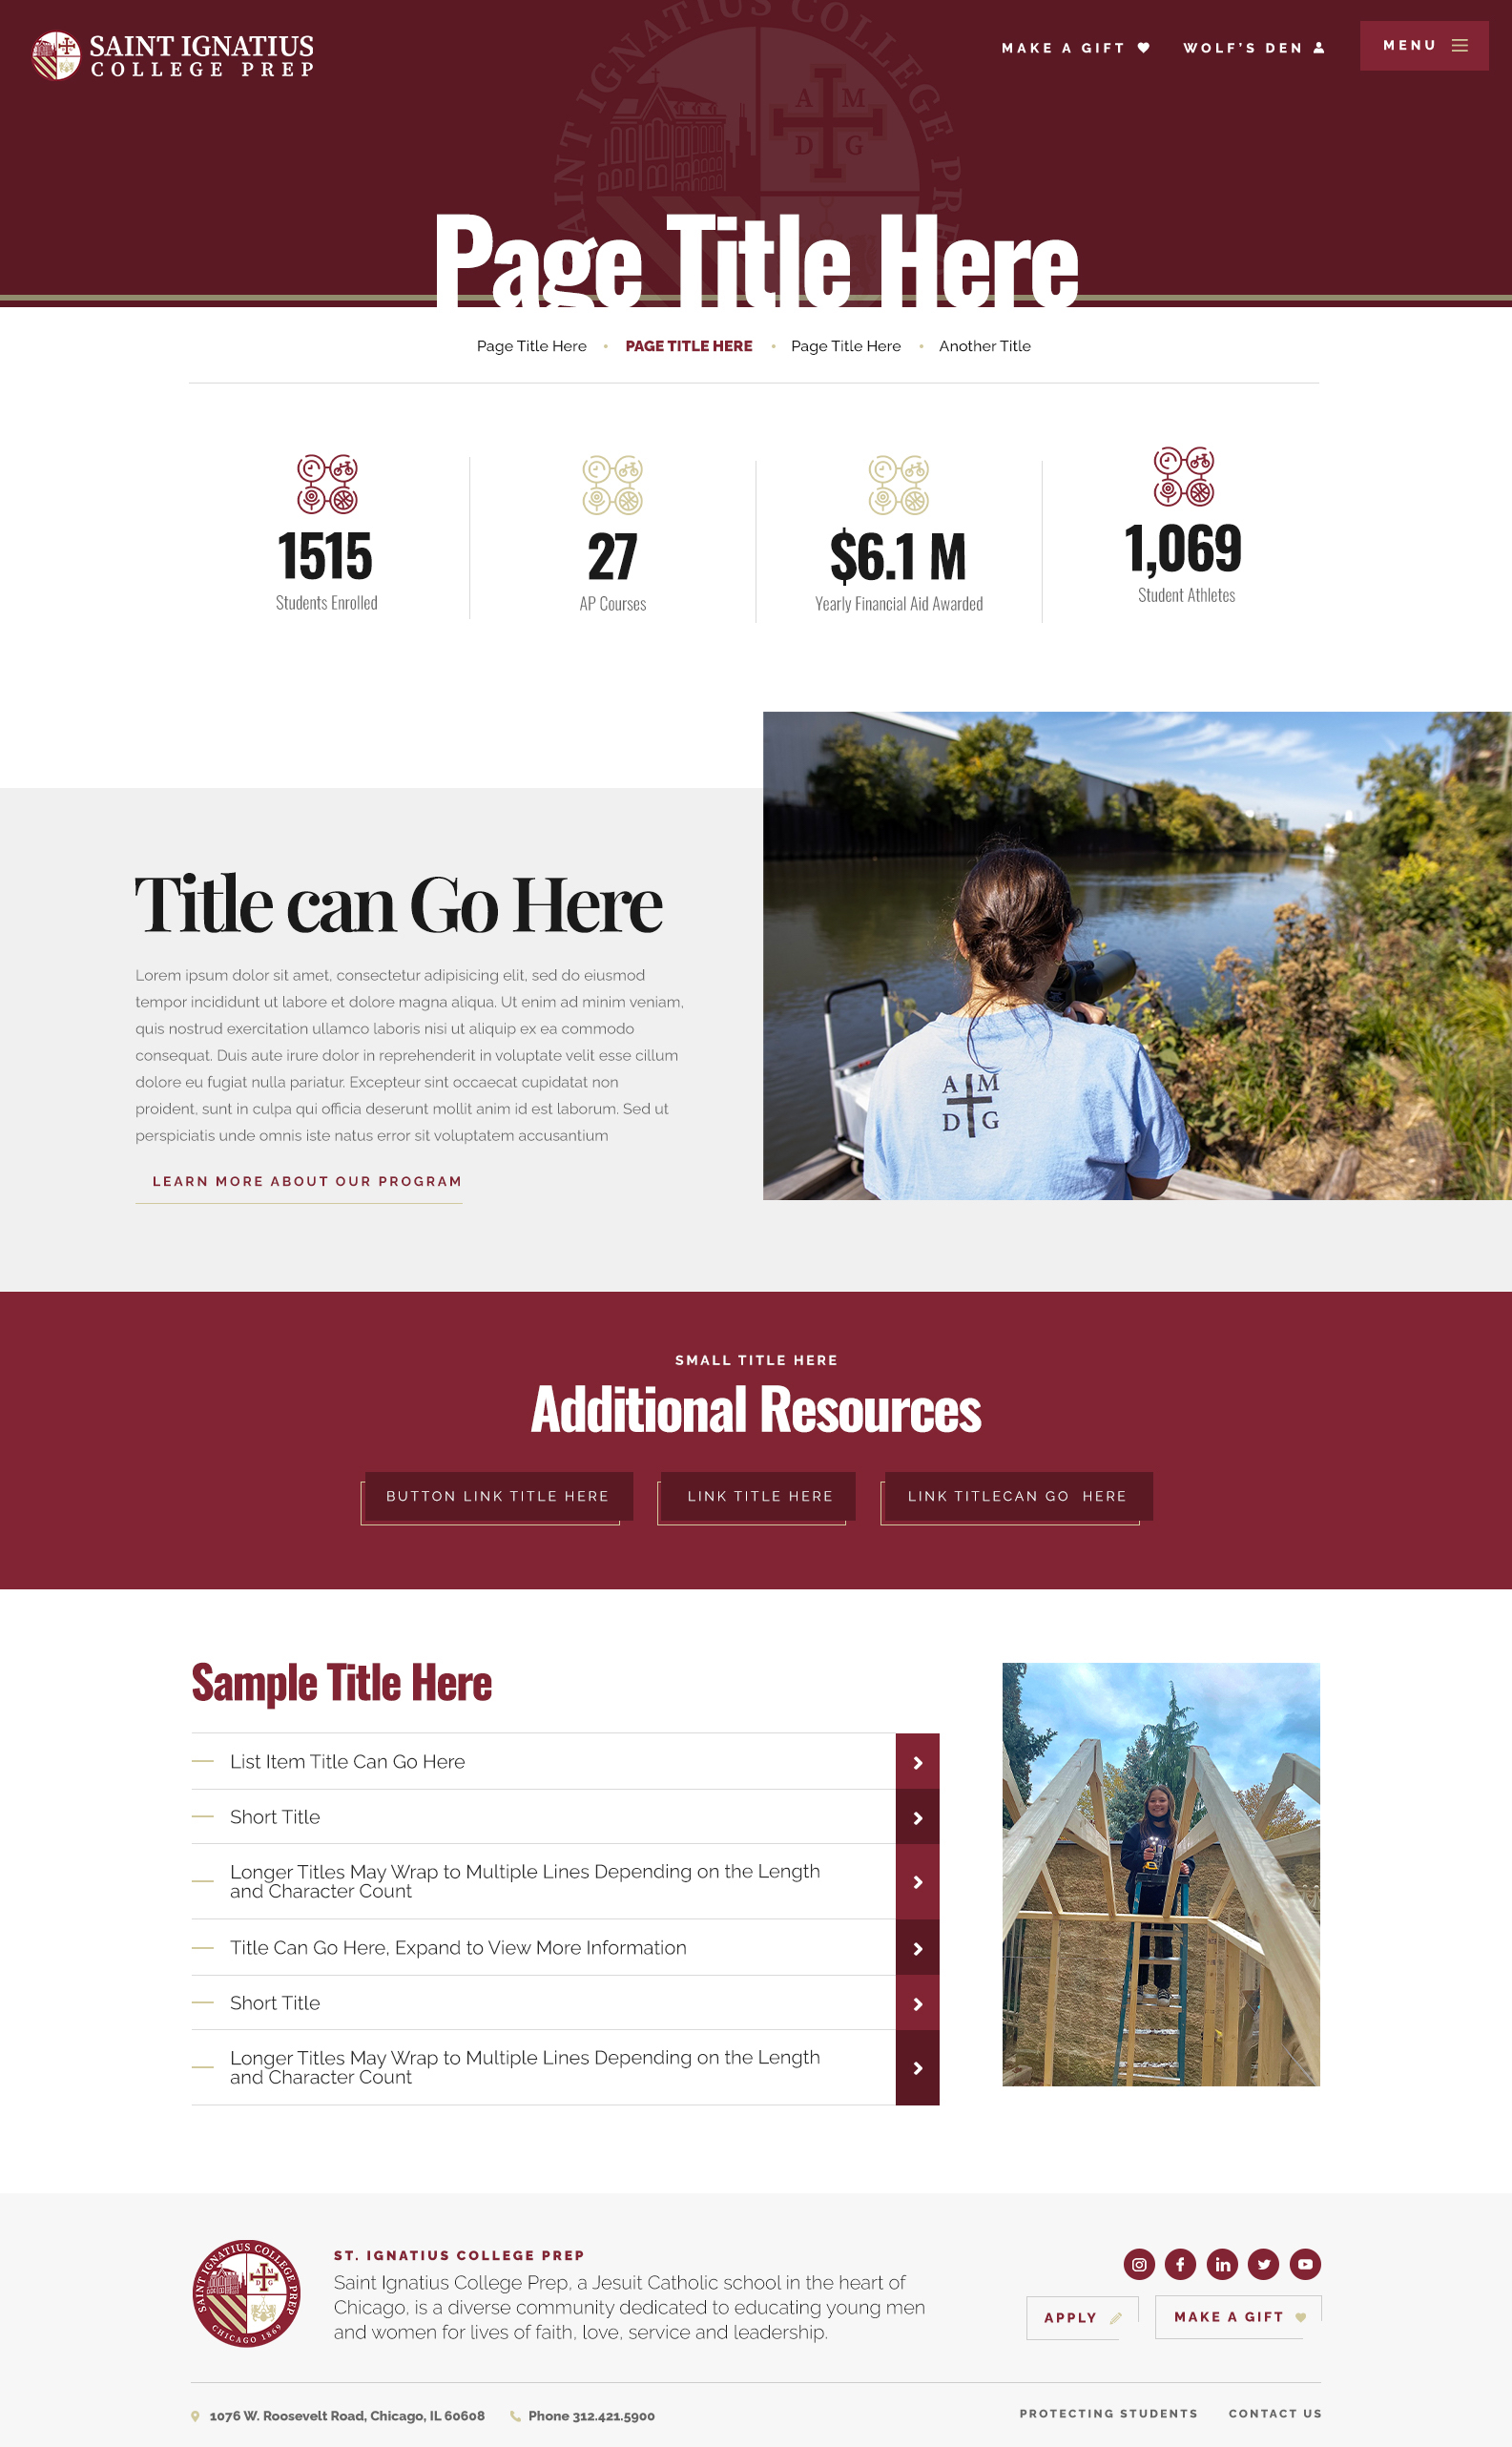 SAINT IGNATIUS
COLLEGE PREP
MAKE A GIFT
WOLF'S DEN
MENU
SAINT IGNATIUS COLLEGE PREP
A M
D G
Page Title Here
Page Title Here • PAGE TITLE HERE • Page Title Here • Another Title
1515
Students Enrolled
27
AP Courses
$6.1 M
Yearly Financial Aid Awarded
1,069
Student Athletes
Title can Go Here
Lorem ipsum dolor sit amet, consectetur adipisicing elit, sed do eiusmod
tempor incididunt ut labore et dolore magna aliqua. Ut enim ad minim veniam,
quis nostrud exercitation ullamco laboris nisi ut aliquip ex ea commodo
consequat. Duis aute irure dolor in reprehenderit in voluptate velit esse cillum
dolore eu fugiat nulla pariatur. Excepteur sint occaecat cupidatat non
proident, sunt in culpa qui officia deserunt mollit anim id est laborum. Sed ut
perspiciatis unde omnis iste natus error sit voluptatem accusantium
LEARN MORE ABOUT OUR PROGRAM
A M
D G
SMALL TITLE HERE
Additional Resources
BUTTON LINK TITLE HERE
LINK TITLE HERE
LINK TITLECAN GO HERE
Sample Title Here
List Item Title Can Go Here
Short Title
Longer Titles May Wrap to Multiple Lines Depending on the Length
and Character Count
Title Can Go Here, Expand to View More Information
Short Title
Longer Titles May Wrap to Multiple Lines Depending on the Length
and Character Count
SAINT IGNATIUS COLLEGE PREP
A M
D G
CHICAGO 1869
ST. IGNATIUS COLLEGE PREP
Saint Ignatius College Prep, a Jesuit Catholic school in the heart of
Chicago, is a diverse community dedicated to educating young men
and women for lives of faith, love, service and leadership.
APPLY
MAKE A GIFT
1076 W. Roosevelt Road, Chicago, IL 60608
Phone 312.421.5900
PROTECTING STUDENTS
CONTACT US